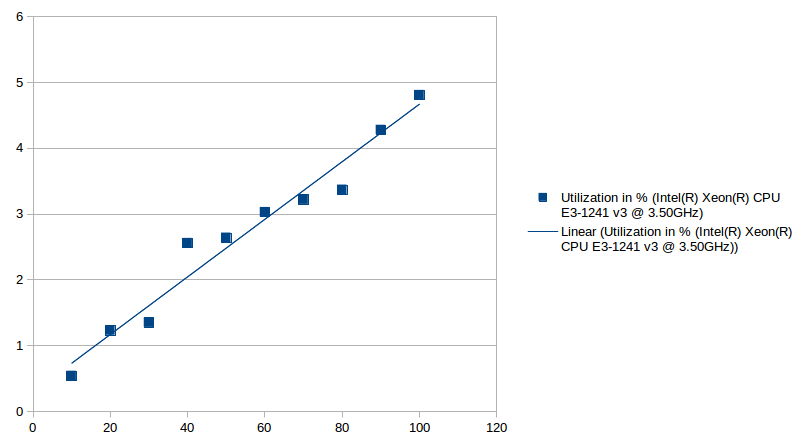 6
5
4
3
2
1
0
0 20 40 60 80 100 120
Utilization in % (Intel(R) Xeon(R) CPU
E3-1241 v3 @ 3.50GHz)
Linear (Utilization in % (Intel(R) Xeon(R)
CPU E3-1241 v3 @ 3.50GHz))